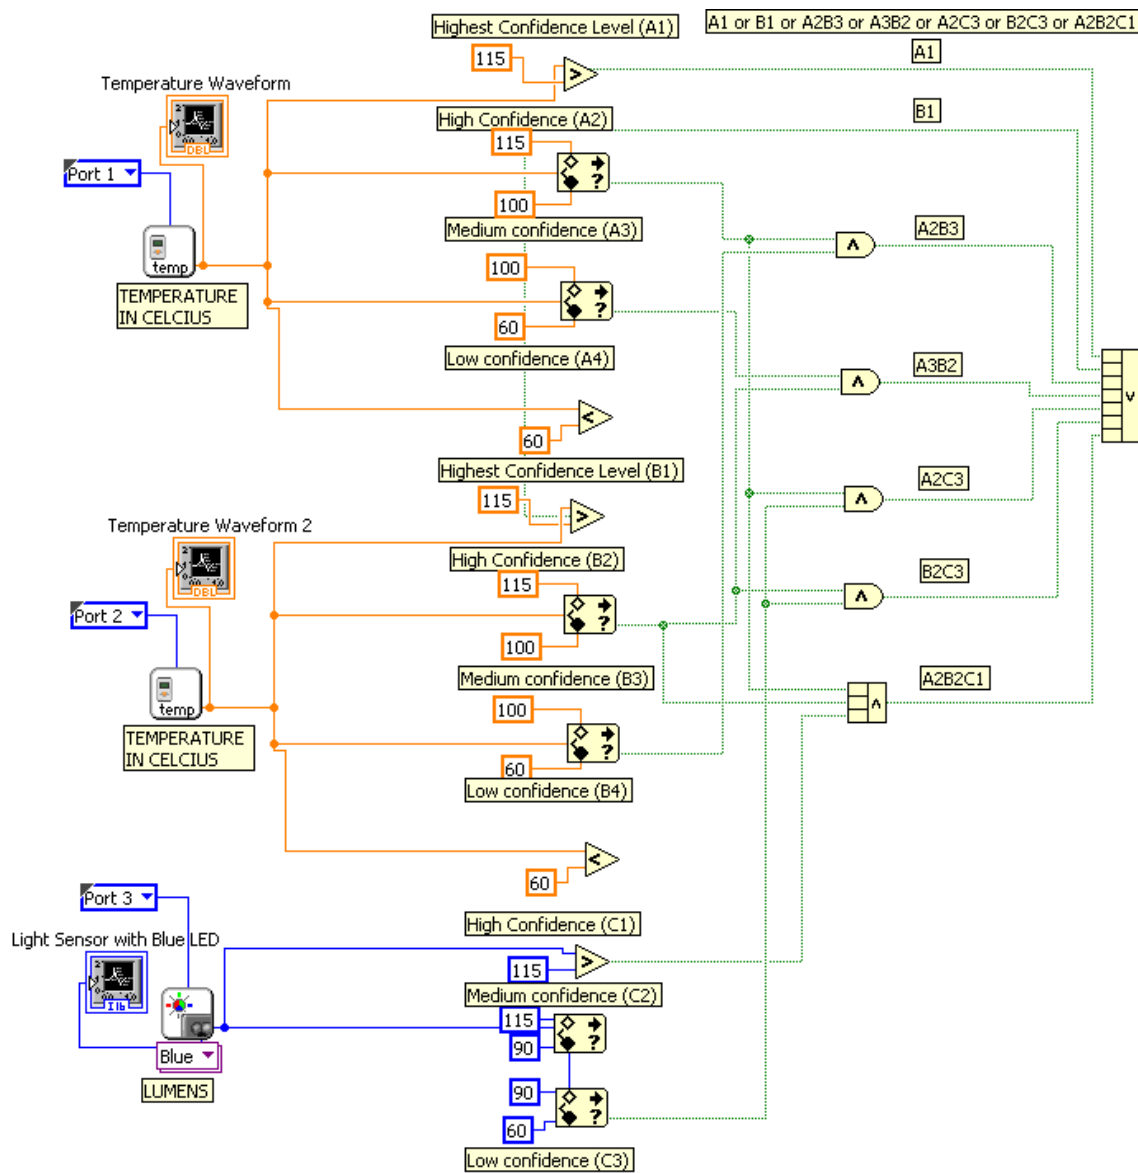 Highest Confidence Level (A1)
A1 or B1 or A2B3 or A3B2 or A2C3 or B2C3 or A2B2C1
115
A1
Temperature Waveform
DBL
High Confidence (A2)
B1
115
Port 1
100
Medium confidence (A3)
A2B3
temp
100
TEMPERATURE
IN CELCIUS
60
Low confidence (A4)
A3B2
60
Highest Confidence Level (B1)
A2C3
115
Temperature Waveform 2
DBL
High Confidence (B2)
B2C3
115
Port 2
100
Medium confidence (B3)
A2B2C1
temp
100
TEMPERATURE
IN CELCIUS
60
Low confidence (B4)
60
Port 3
High Confidence (C1)
Light Sensor with Blue LED
115
Medium confidence (C2)
115
Blue
90
LUMENS
90
60
Low confidence (C3)